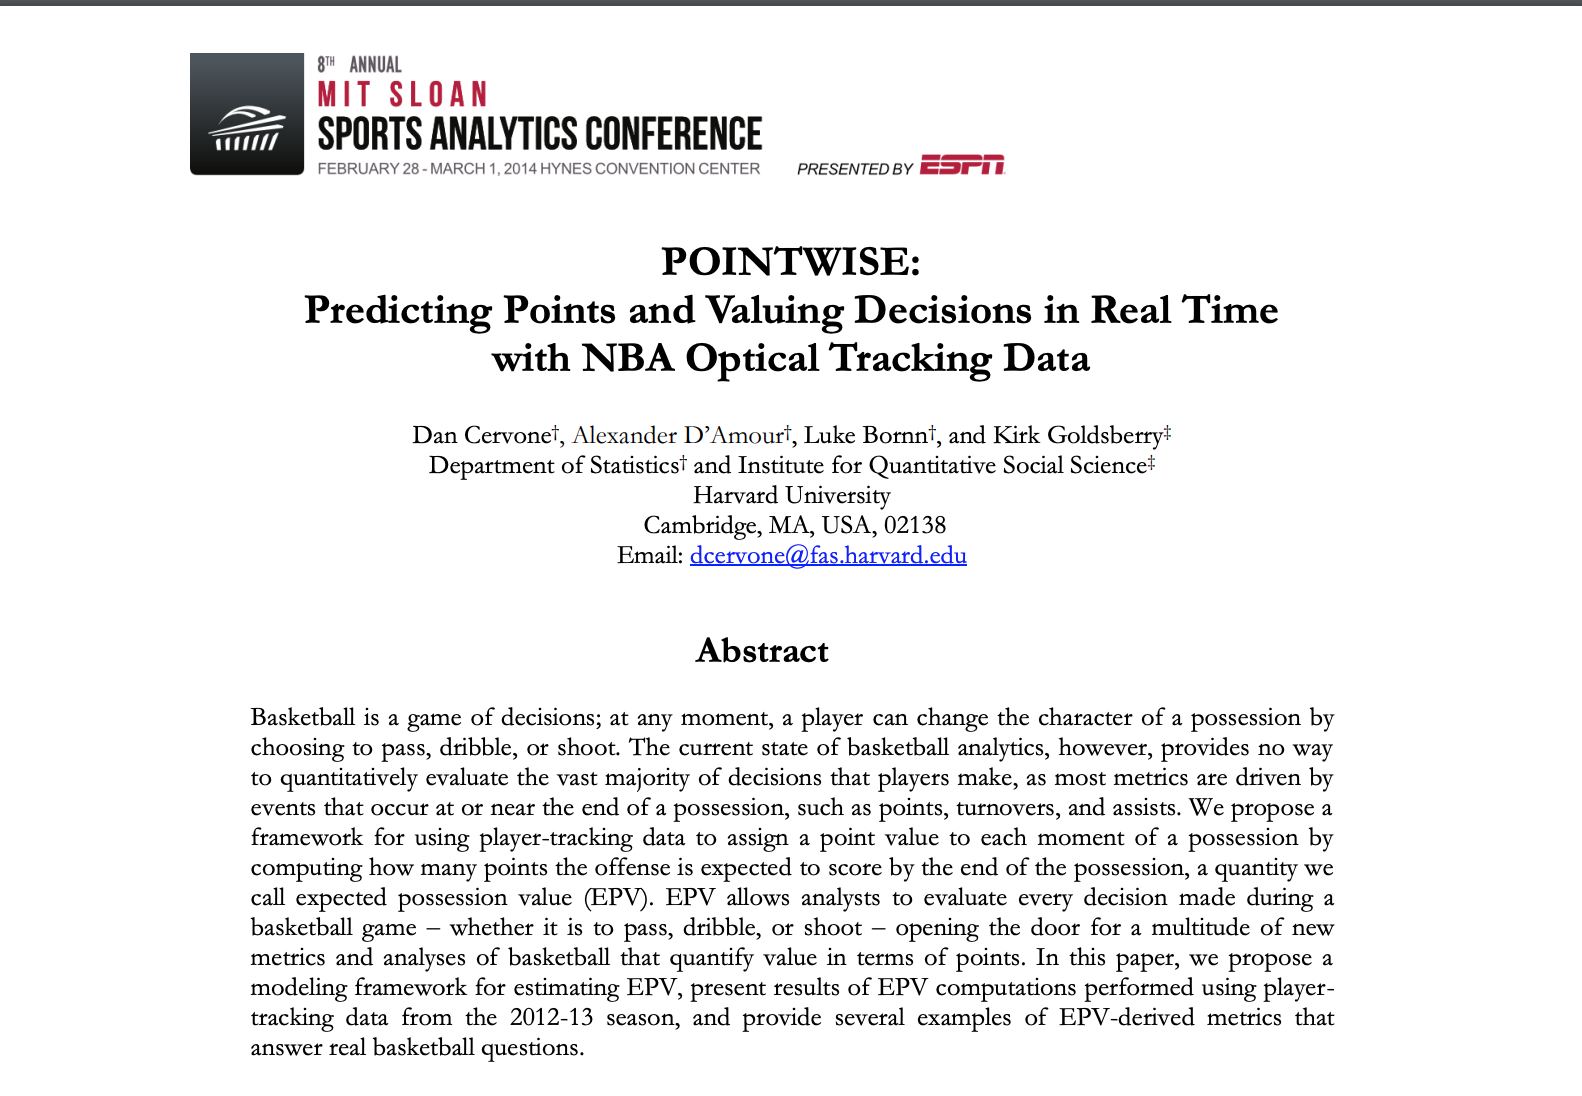 8TH ANNUAL
MIT SLOAN
SPORTS ANALYTICS CONFERENCE
FEBRUARY 28 - MARCH 1, 2014 HYNES CONVENTION CENTER PRESENTED BY ESPN
POINTWISE:
Predicting Points and Valuing Decisions in Real Time
with NBA Optical Tracking Data
Dan Cervone†, Alexander D’Amour†, Luke Bornn†, and Kirk Goldsberry‡
Department of Statistics† and Institute for Quantitative Social Science‡
Harvard University
Cambridge, MA, USA, 02138
Email: dcervone@fas.harvard.edu
Abstract
Basketball is a game of decisions; at any moment, a player can change the character of a possession by
choosing to pass, dribble, or shoot. The current state of basketball analytics, however, provides no way
to quantitatively evaluate the vast majority of decisions that players make, as most metrics are driven by
events that occur at or near the end of a possession, such as points, turnovers, and assists. We propose a
framework for using player-tracking data to assign a point value to each moment of a possession by
computing how many points the offense is expected to score by the end of the possession, a quantity we
call expected possession value (EPV). EPV allows analysts to evaluate every decision made during a
basketball game – whether it is to pass, dribble, or shoot – opening the door for a multitude of new
metrics and analyses of basketball that quantify value in terms of points. In this paper, we propose a
modeling framework for estimating EPV, present results of EPV computations performed using player-
tracking data from the 2012-13 season, and provide several examples of EPV-derived metrics that
answer real basketball questions.